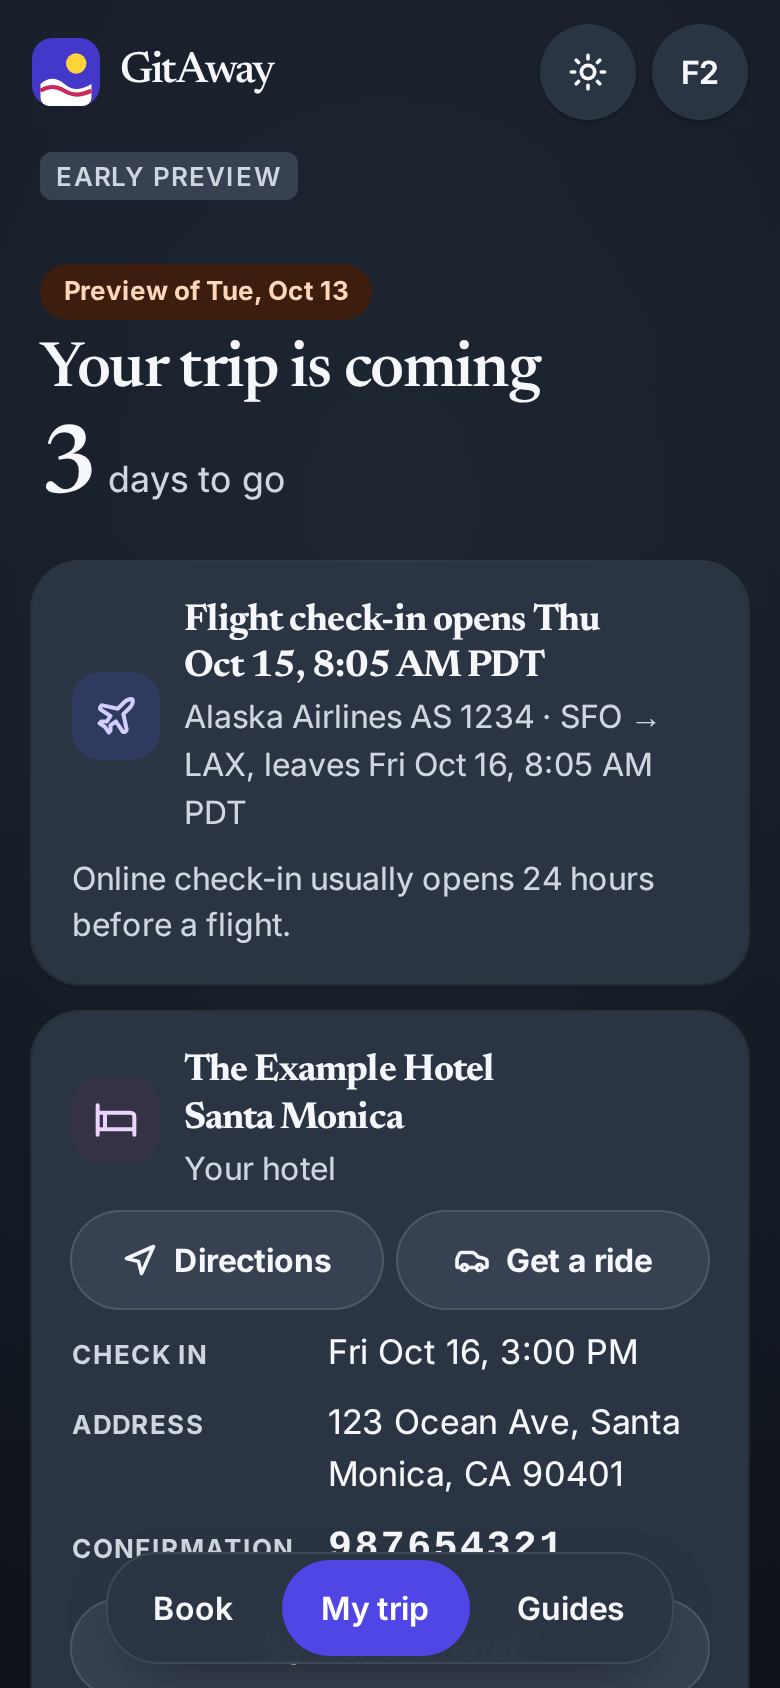 GitAway
F2
EARLY PREVIEW
Preview of Tue, Oct 13
Your trip is coming
3 days to go
Flight check-in opens Thu
Oct 15, 8:05 AM PDT
Alaska Airlines AS 1234 · SFO →
LAX, leaves Fri Oct 16, 8:05 AM
PDT
Online check-in usually opens 24 hours
before a flight.
The Example Hotel
Santa Monica
Your hotel
Directions
Get a ride
CHECK IN Fri Oct 16, 3:00 PM
ADDRESS 123 Ocean Ave, Santa
Monica, CA 90401
CONFIRMATION 987654321
Book
My trip
Guides